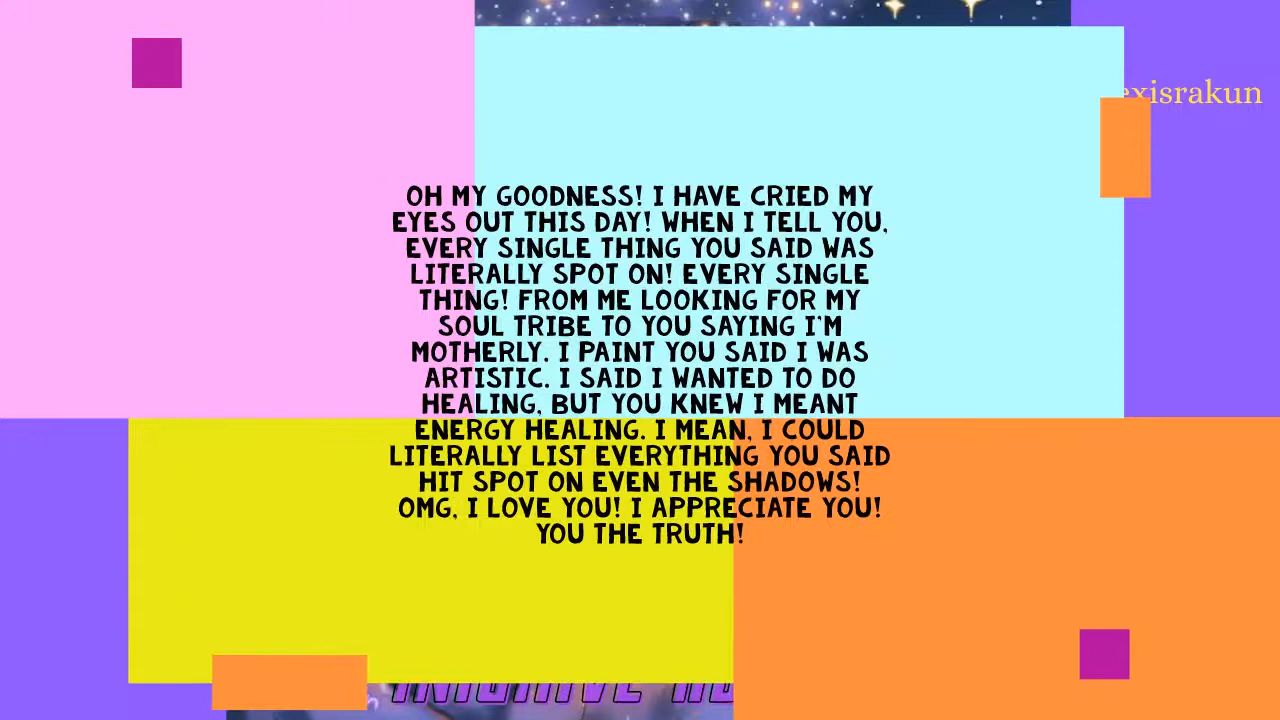 exisrakun
OH MY GOODNESS! I HAVE CRIED MY
EYES OUT THIS DAY! WHEN I TELL YOU,
EVERY SINGLE THING YOU SAID WAS
LITERALLY SPOT ON! EVERY SINGLE
THING! FROM ME LOOKING FOR MY
SOUL TRIBE TO YOU SAYING I'M
MOTHERLY. I PAINT YOU SAID I WAS
ARTISTIC. I SAID I WANTED TO DO
HEALING, BUT YOU KNEW I MEANT
ENERGY HEALING. I MEAN, I COULD
LITERALLY LIST EVERYTHING YOU SAID
HIT SPOT ON EVEN THE SHADOWS!
OMG, I LOVE YOU! I APPRECIATE YOU!
YOU THE TRUTH!